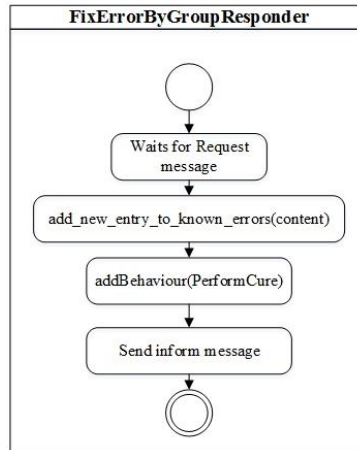 FixErrorByGroupResponder
Waits for Request
message
add_new_entry_to_known_errors(content)
addBehaviour(PerformCure)
Send inform message